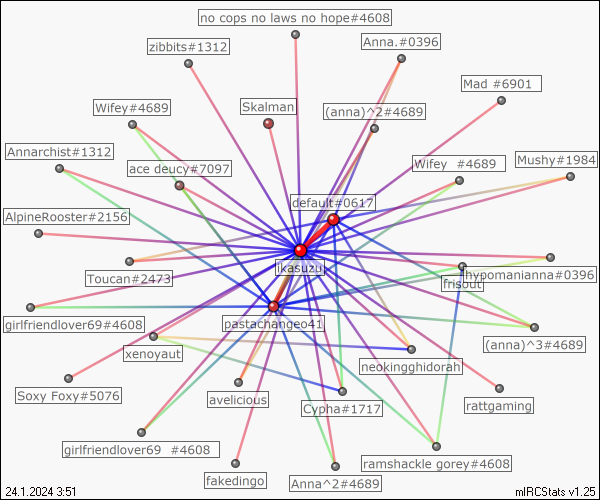 no cops no laws no hope#4608
Anna.#0396
zibbits#1312
Mad #6901
Skalman
Wifey#4689
(anna)^2#4689
Annarchist#1312
ace deucy#7097
Wifey #4689
Mushy#1984
default#0617
AlpineRooster#2156
ikasuzu
Toucan#2473
hypomanianna#0396
frisout
girlfriendlover69#4608
pastachangeo41
(anna)^3#4689
xenoyaut
neokingghidorah
Soxy Foxy#5076
avelicious
Cypha#1717
rattgaming
girlfriendlover69 #4608
ramshackle gorey#4608
fakedingo
Anna^2#4689
24.1.2024 3:51
mIRCStats v1.25